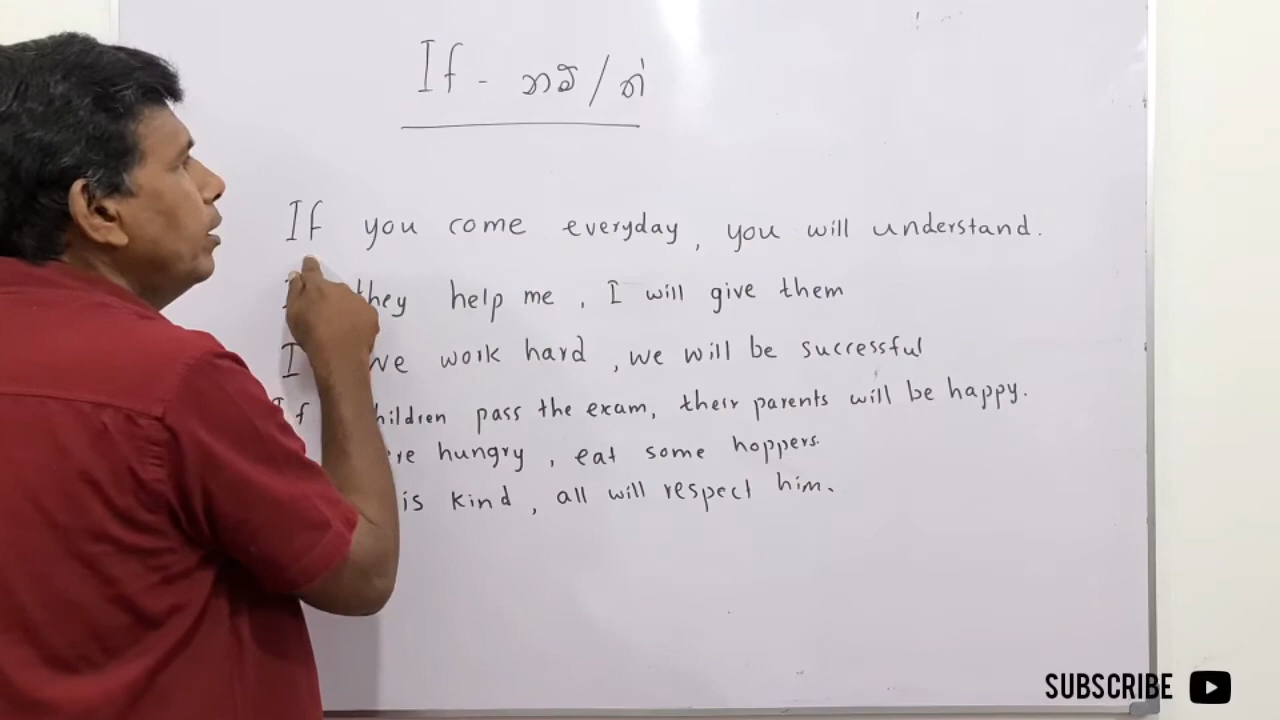 If - නම් / ත්
If you come everyday, you will understand.
they help me, I will give them
we work hard, we will be successful
If children pass the exam, their parents will be happy.
hungry, eat some hoppers.
is kind, all will respect him.
SUBSCRIBE